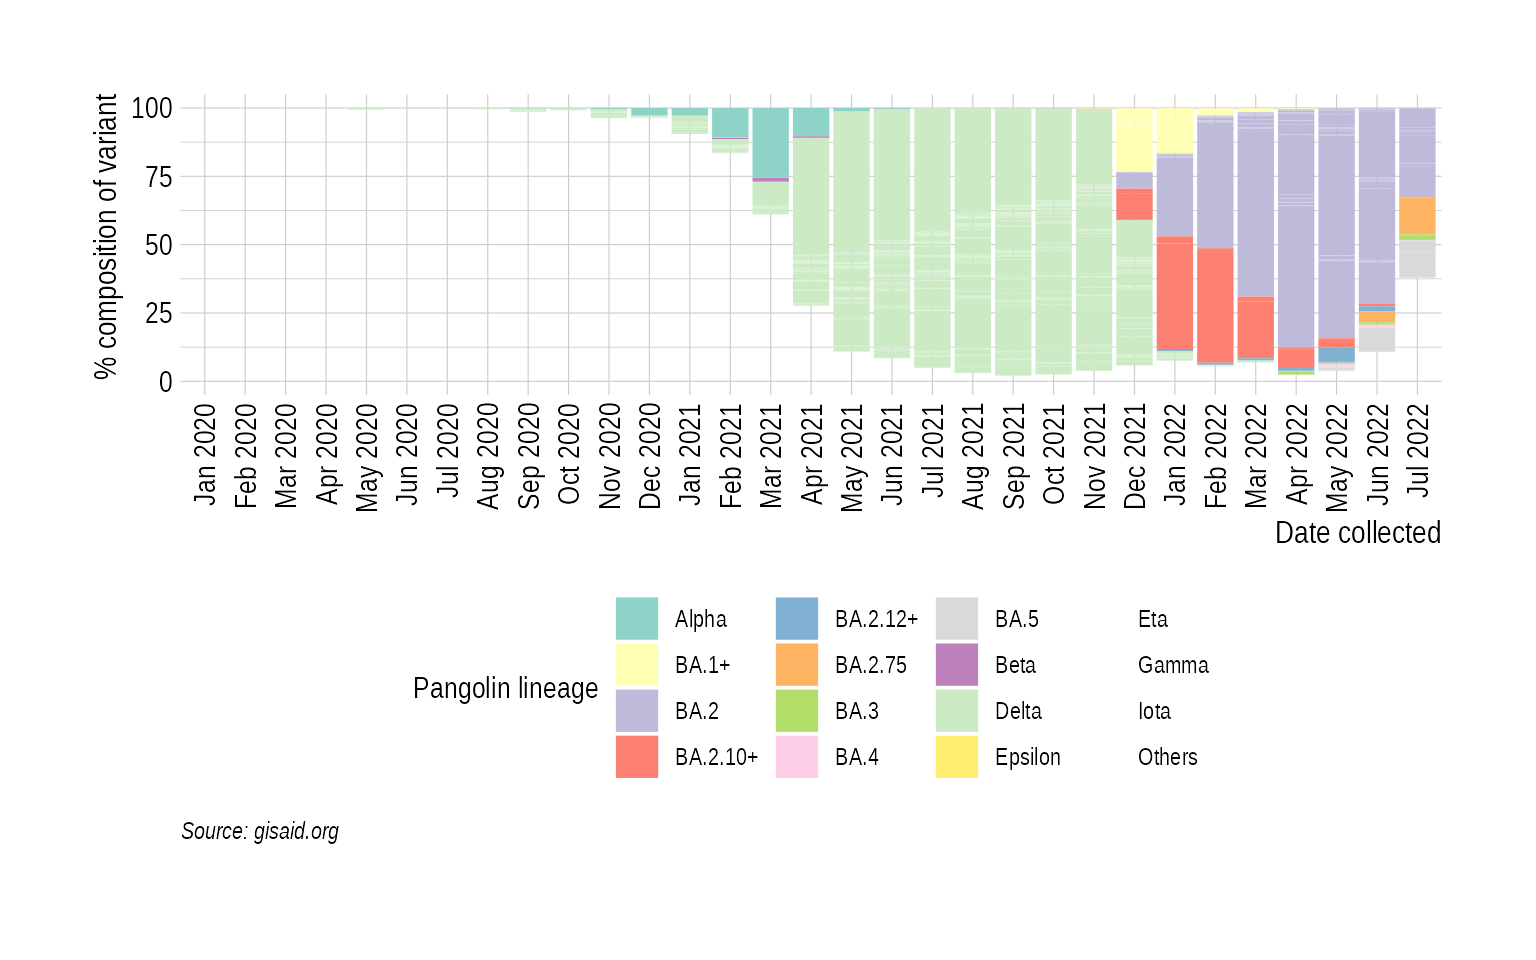 % composition of variant
100
75
50
25
0
Jan 2020
Feb 2020
Mar 2020
Apr 2020
May 2020
Jun 2020
Jul 2020
Aug 2020
Sep 2020
Oct 2020
Nov 2020
Dec 2020
Jan 2021
Feb 2021
Mar 2021
Apr 2021
May 2021
Jun 2021
Jul 2021
Aug 2021
Sep 2021
Oct 2021
Nov 2021
Dec 2021
Jan 2022
Feb 2022
Mar 2022
Apr 2022
May 2022
Jun 2022
Jul 2022
Date collected
Pangolin lineage
Alpha
BA.1+
BA.2
BA.2.10+
BA.2.12+
BA.2.75
BA.3
BA.4
BA.5
Beta
Delta
Epsilon
Eta
Gamma
Iota
Others
Source: gisaid.org